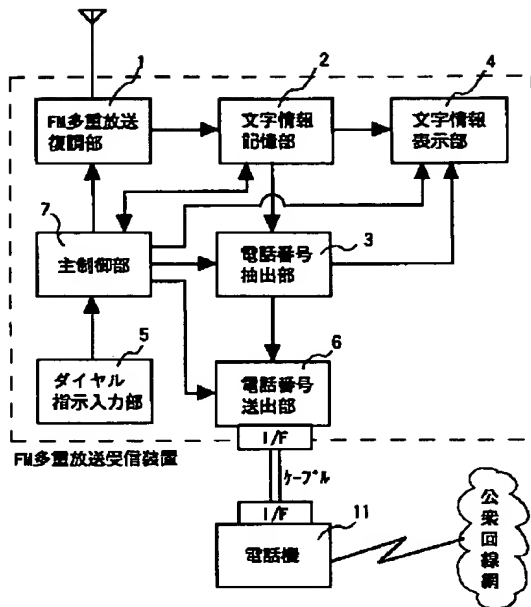 1
2
4
FM多重放送
復調部
文字情報
記憶部
文字情報
表示部
7
主制御部
電話番号
抽出部
3
5
ダイヤル
指示入力部
6
電話番号
送出部
I/F
FM多重放送受信装置
ケーブル
I/F
11
電話機
公衆回線網